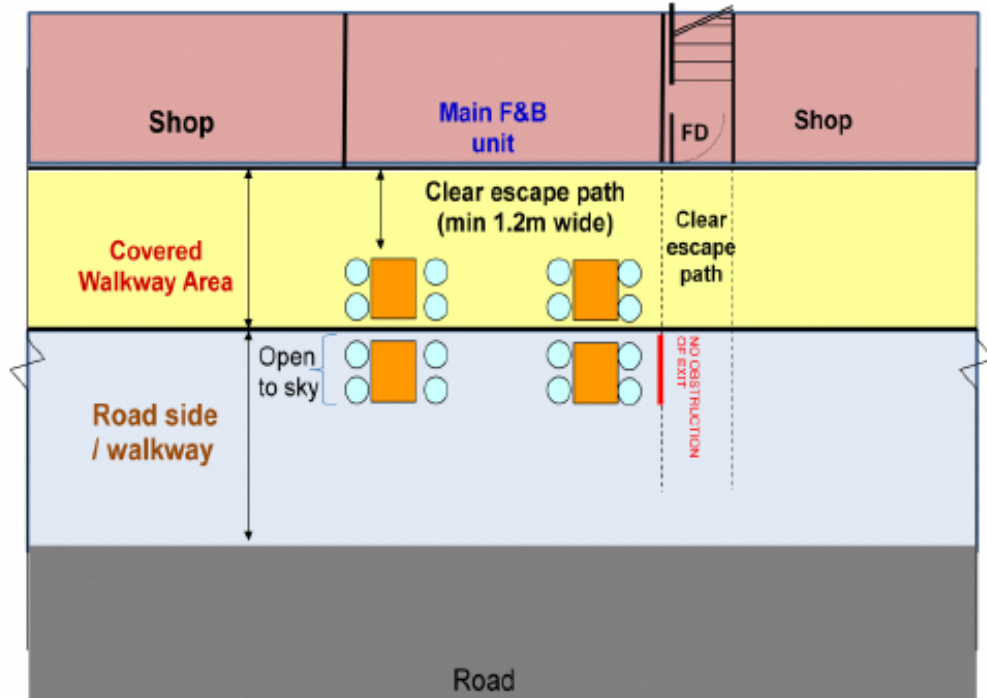 Shop
Main F&B
unit
FD
Shop
Clear escape path
(min 1.2m wide)
Clear
escape
path
Covered
Walkway Area
Open
to sky
NO OBSTRUCTION
OF EXIT
Road side
/ walkway
Road